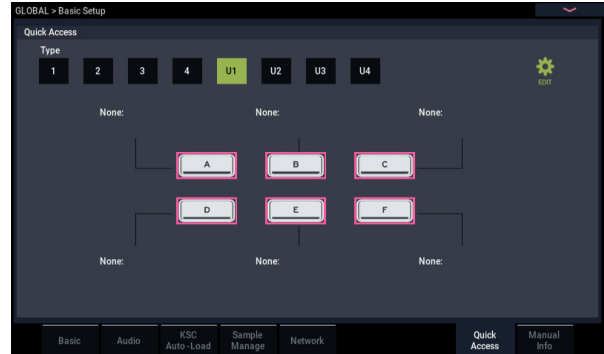 GLOBAL > Basic Setup
Quick Access
Type
1 2 3 4 U1 U2 U3 U4
EDIT
None: None: None:
A B C
D E F
None: None: None:
Basic Audio KSC Auto-Load Sample Manage Network Quick Access Manual Info